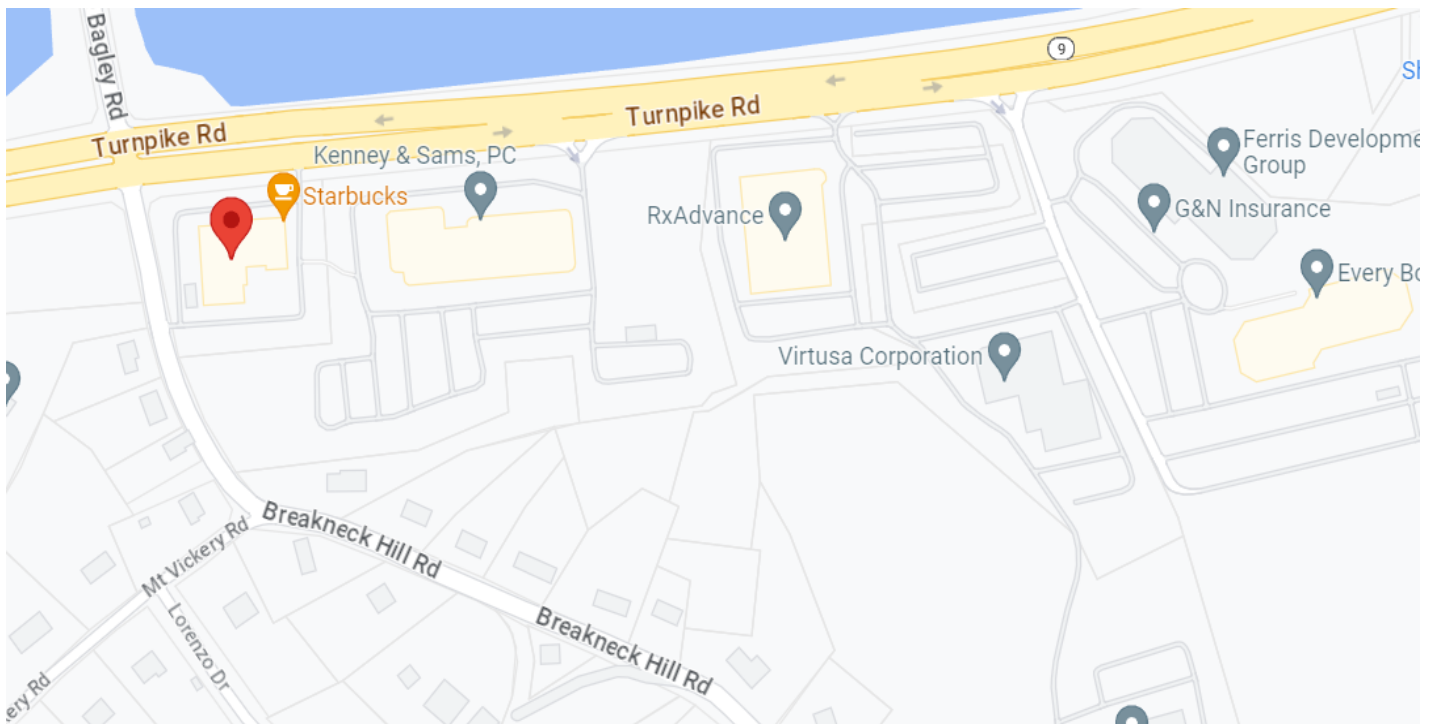 Bagley Rd
9
Sh
Turnpike Rd
Turnpike Rd
Kenney & Sams, PC
Ferris Developme
Group
Starbucks
RxAdvance
G&N Insurance
Every Bo
Virtusa Corporation
Breakneck Hill Rd
Mt Vickery Rd
Lorenzo Dr
Breakneck Hill Rd
ery Rd